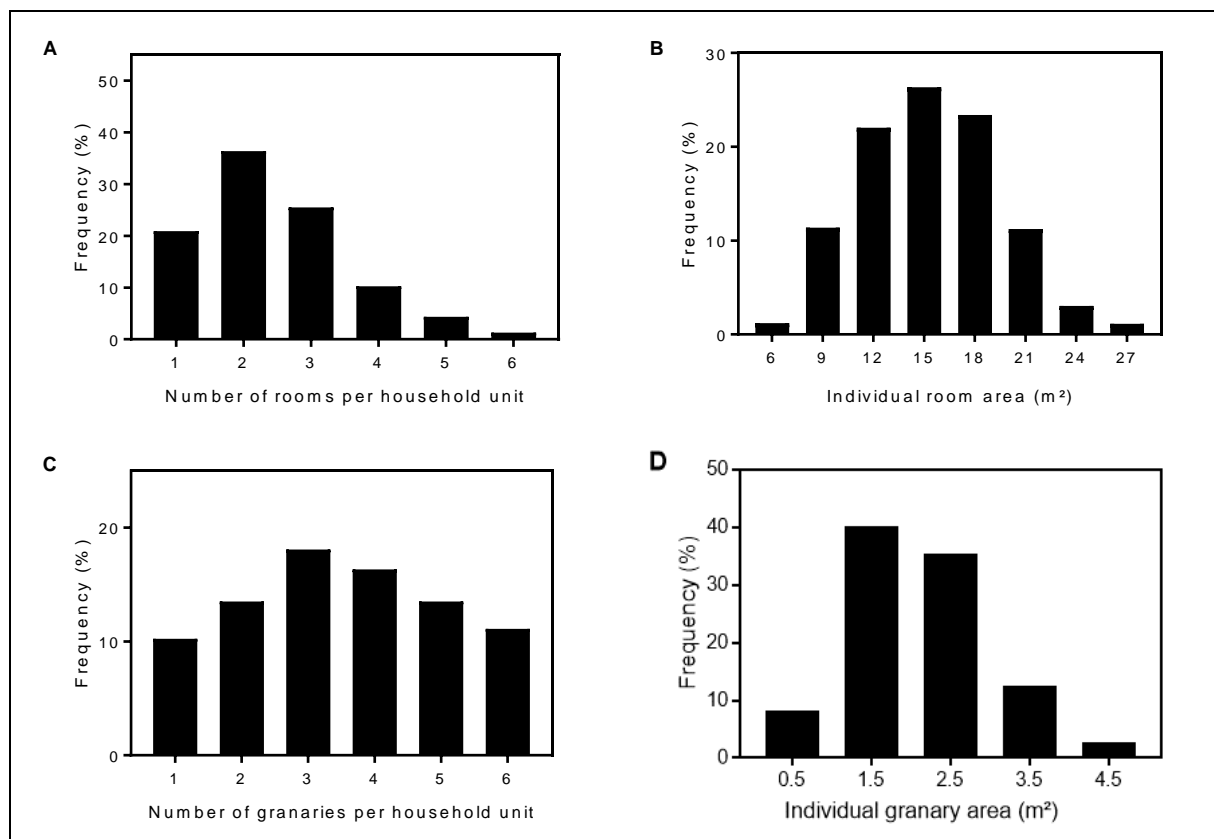 A
50
40
30
20
10
0
Frequency (%)
1 2 3 4 5 6
Number of rooms per household unit
B
30
20
10
0
Frequency (%)
6 9 12 15 18 21 24 27
Individual room area (m²)
C
20
10
0
Frequency (%)
1 2 3 4 5 6
Number of granaries per household unit
D
50
40
30
20
10
0
Frequency (%)
0.5 1.5 2.5 3.5 4.5
Individual granary area (m²)